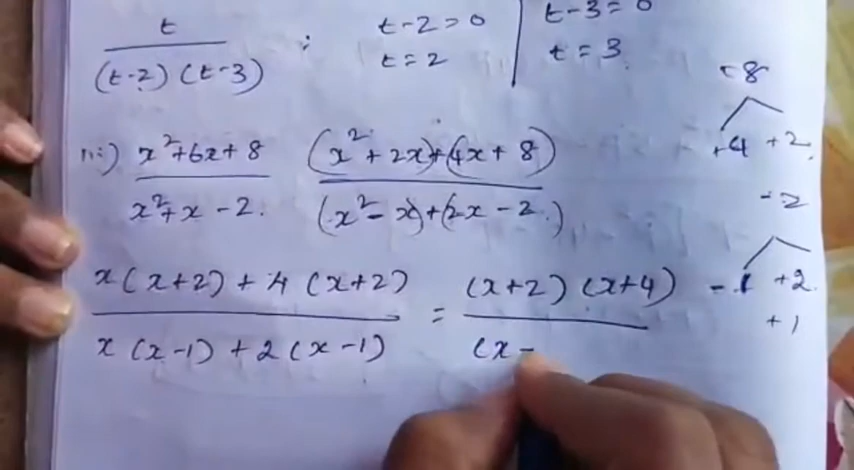 t / (t-2) (t-3) ; t-2=0 | t-3=0
t=2 | t=3
+8
+4 +2
iii) x²+6x+8 / x²+x-2. (x²+2x)+(4x+8) / (x²-x)+(2x-2.)
-2
-1 +2
+1
x(x+2)+4(x+2) / x(x-1)+2(x-1) = (x+2)(x+4) / (x-